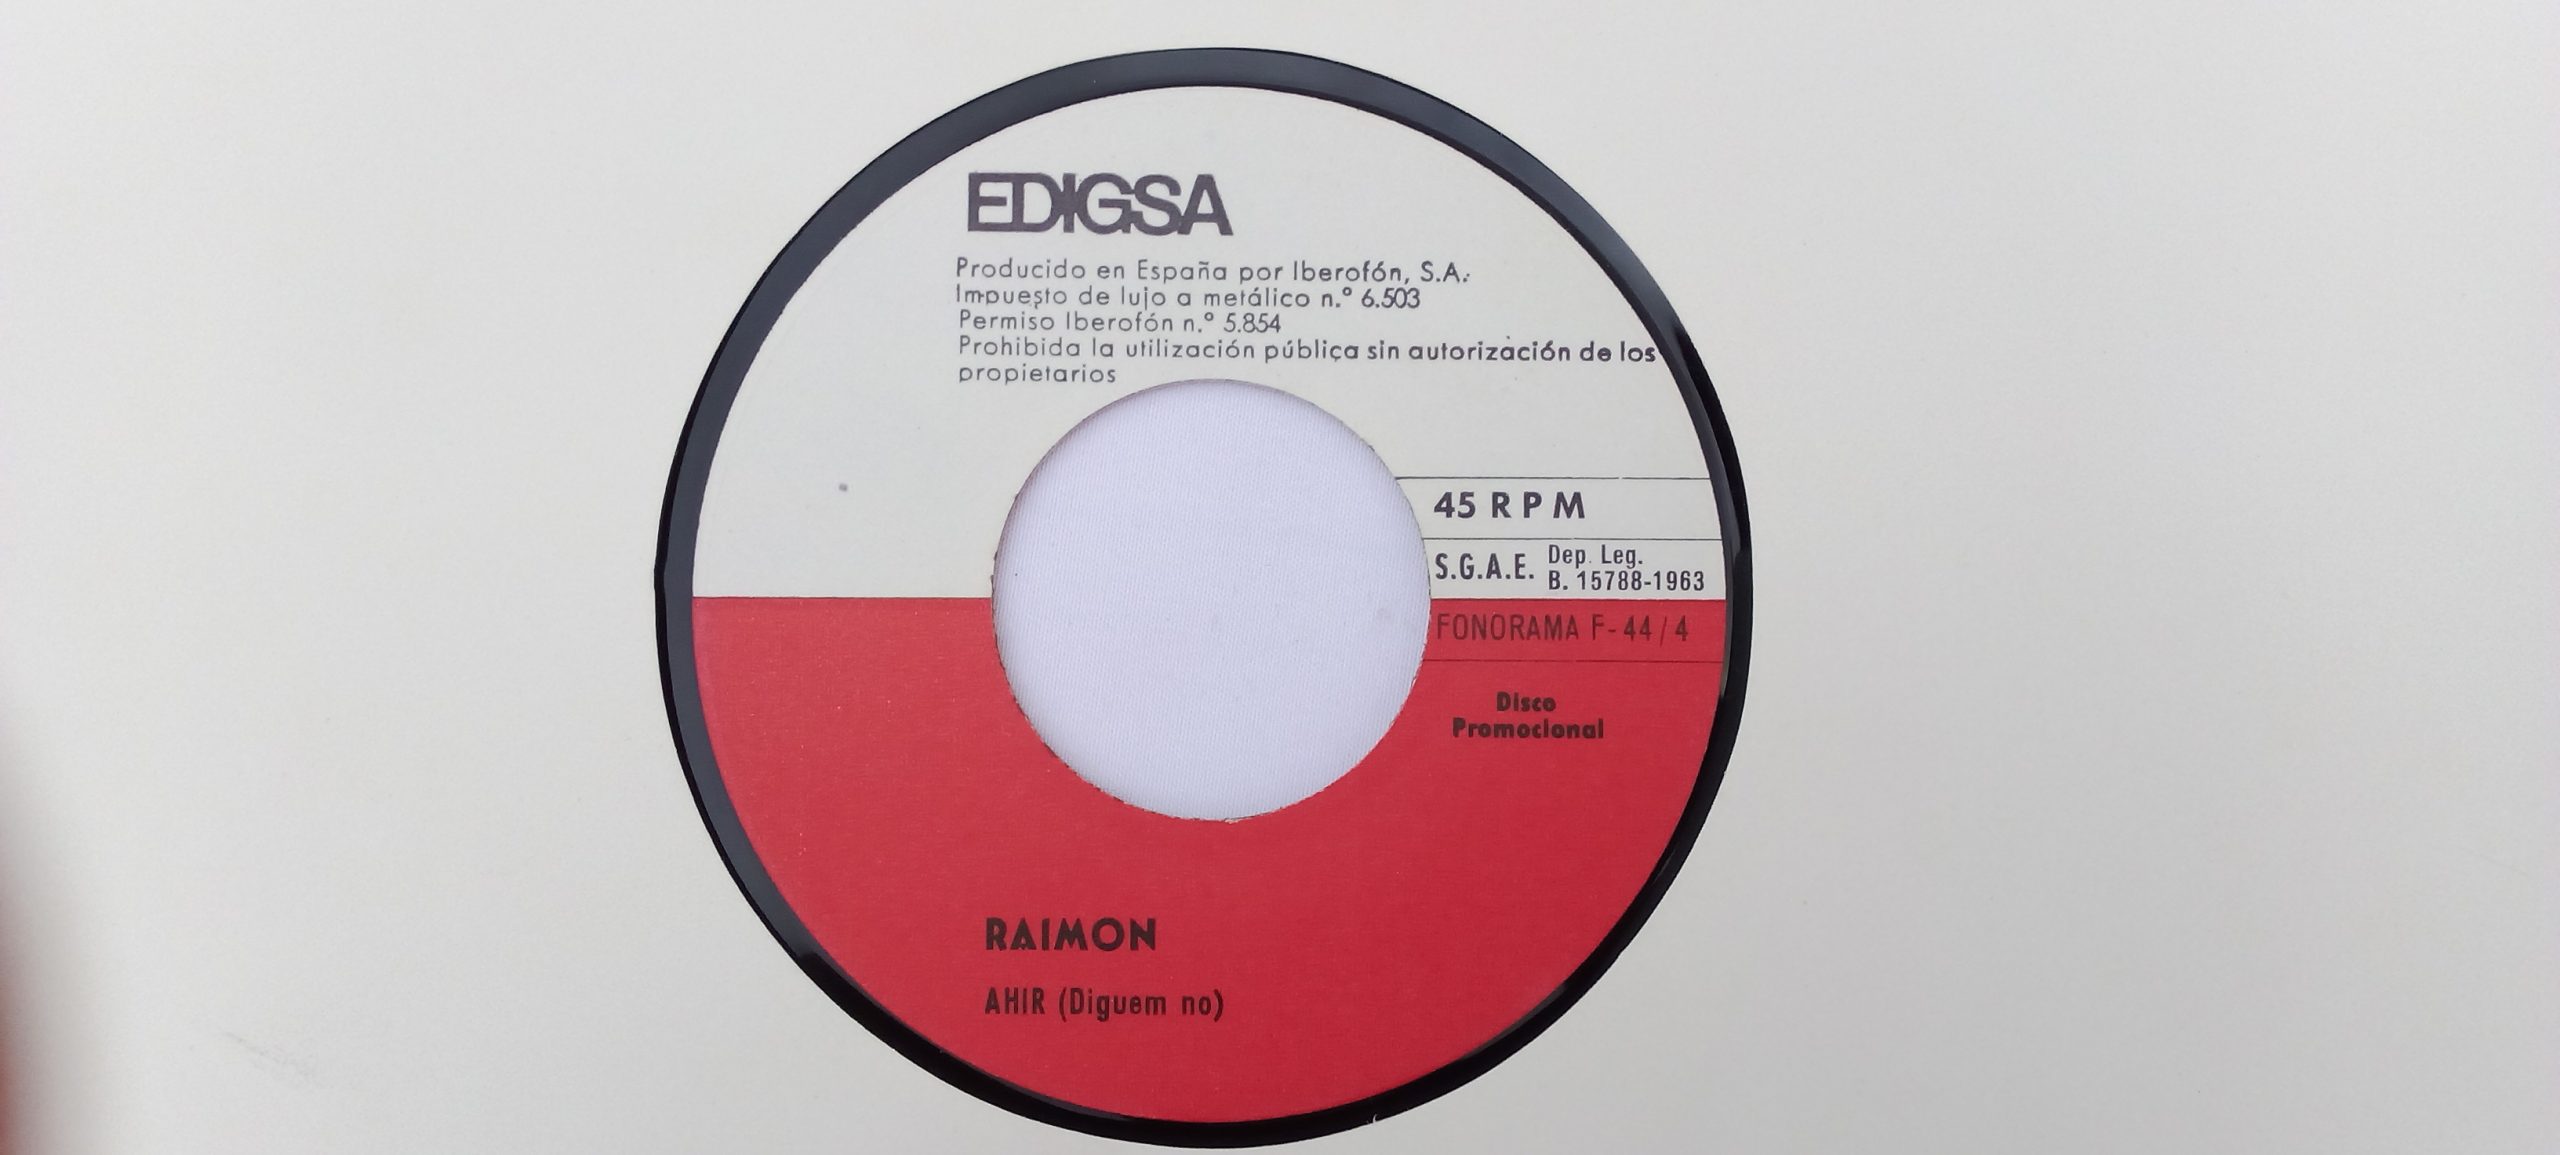 EDIGSA
Producido en España por Iberofón, S.A.
Impuesto de lujo a metálico n.º 6.503
Permiso Iberofón n.º 5.854
Prohibida la utilización pública sin autorización de los
propietarios
45 RPM
S.G.A.E. Dep. Leg.
B. 15788-1963
FONORAMA F-44/4
Disco
Promocional
RAIMON
AHIR (Diguem no)